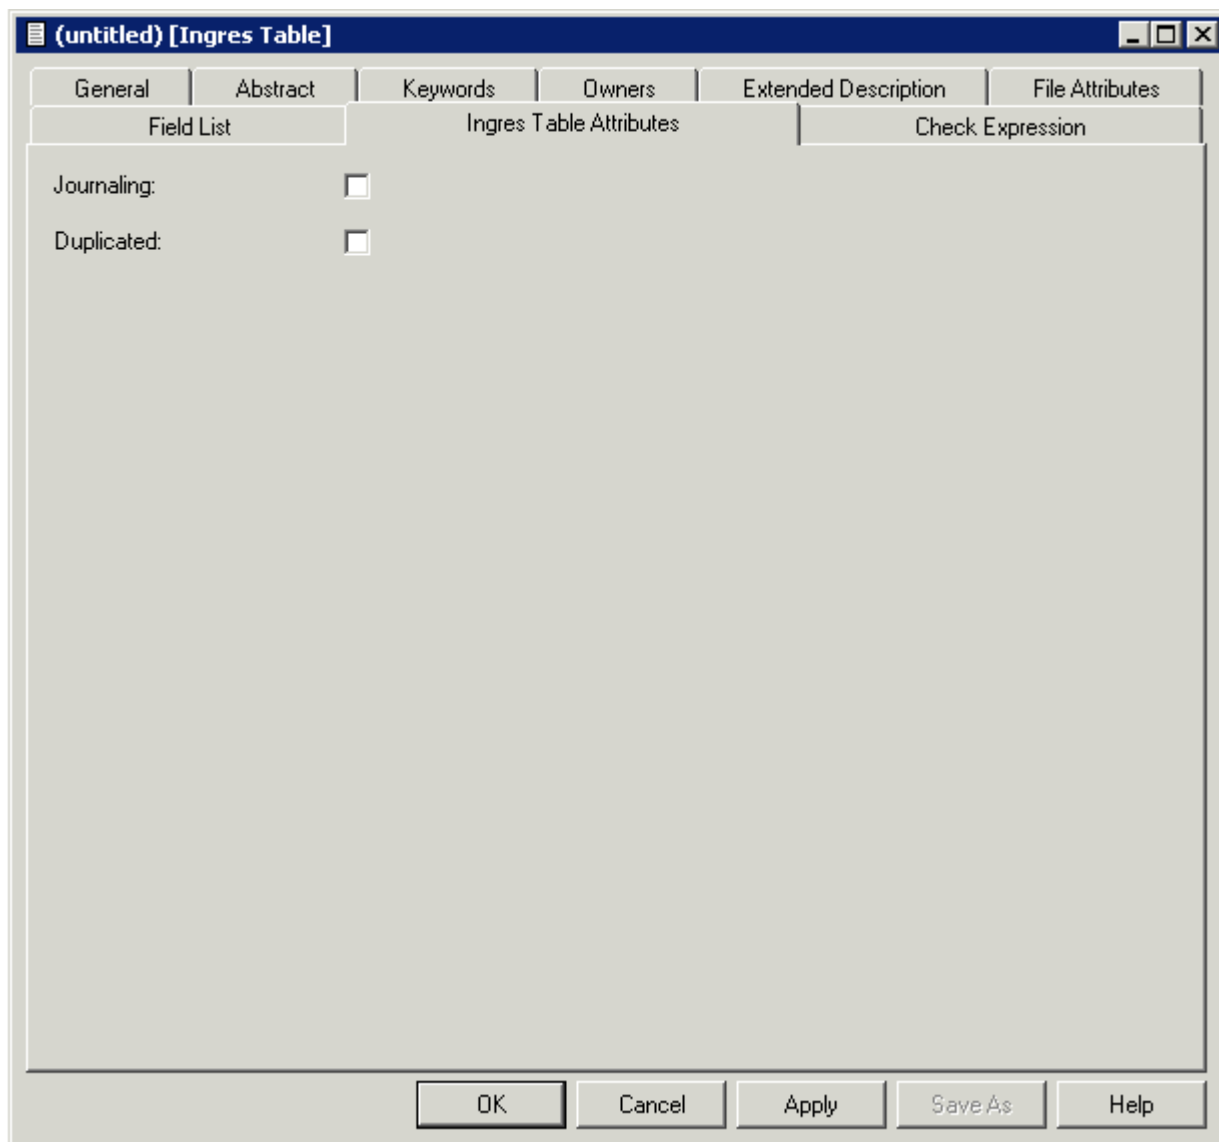 (untitled) [Ingres Table]
General Abstract Keywords Owners Extended Description File Attributes
Field List Ingres Table Attributes Check Expression
Journaling:
Duplicated:
OK Cancel Apply Save As Help